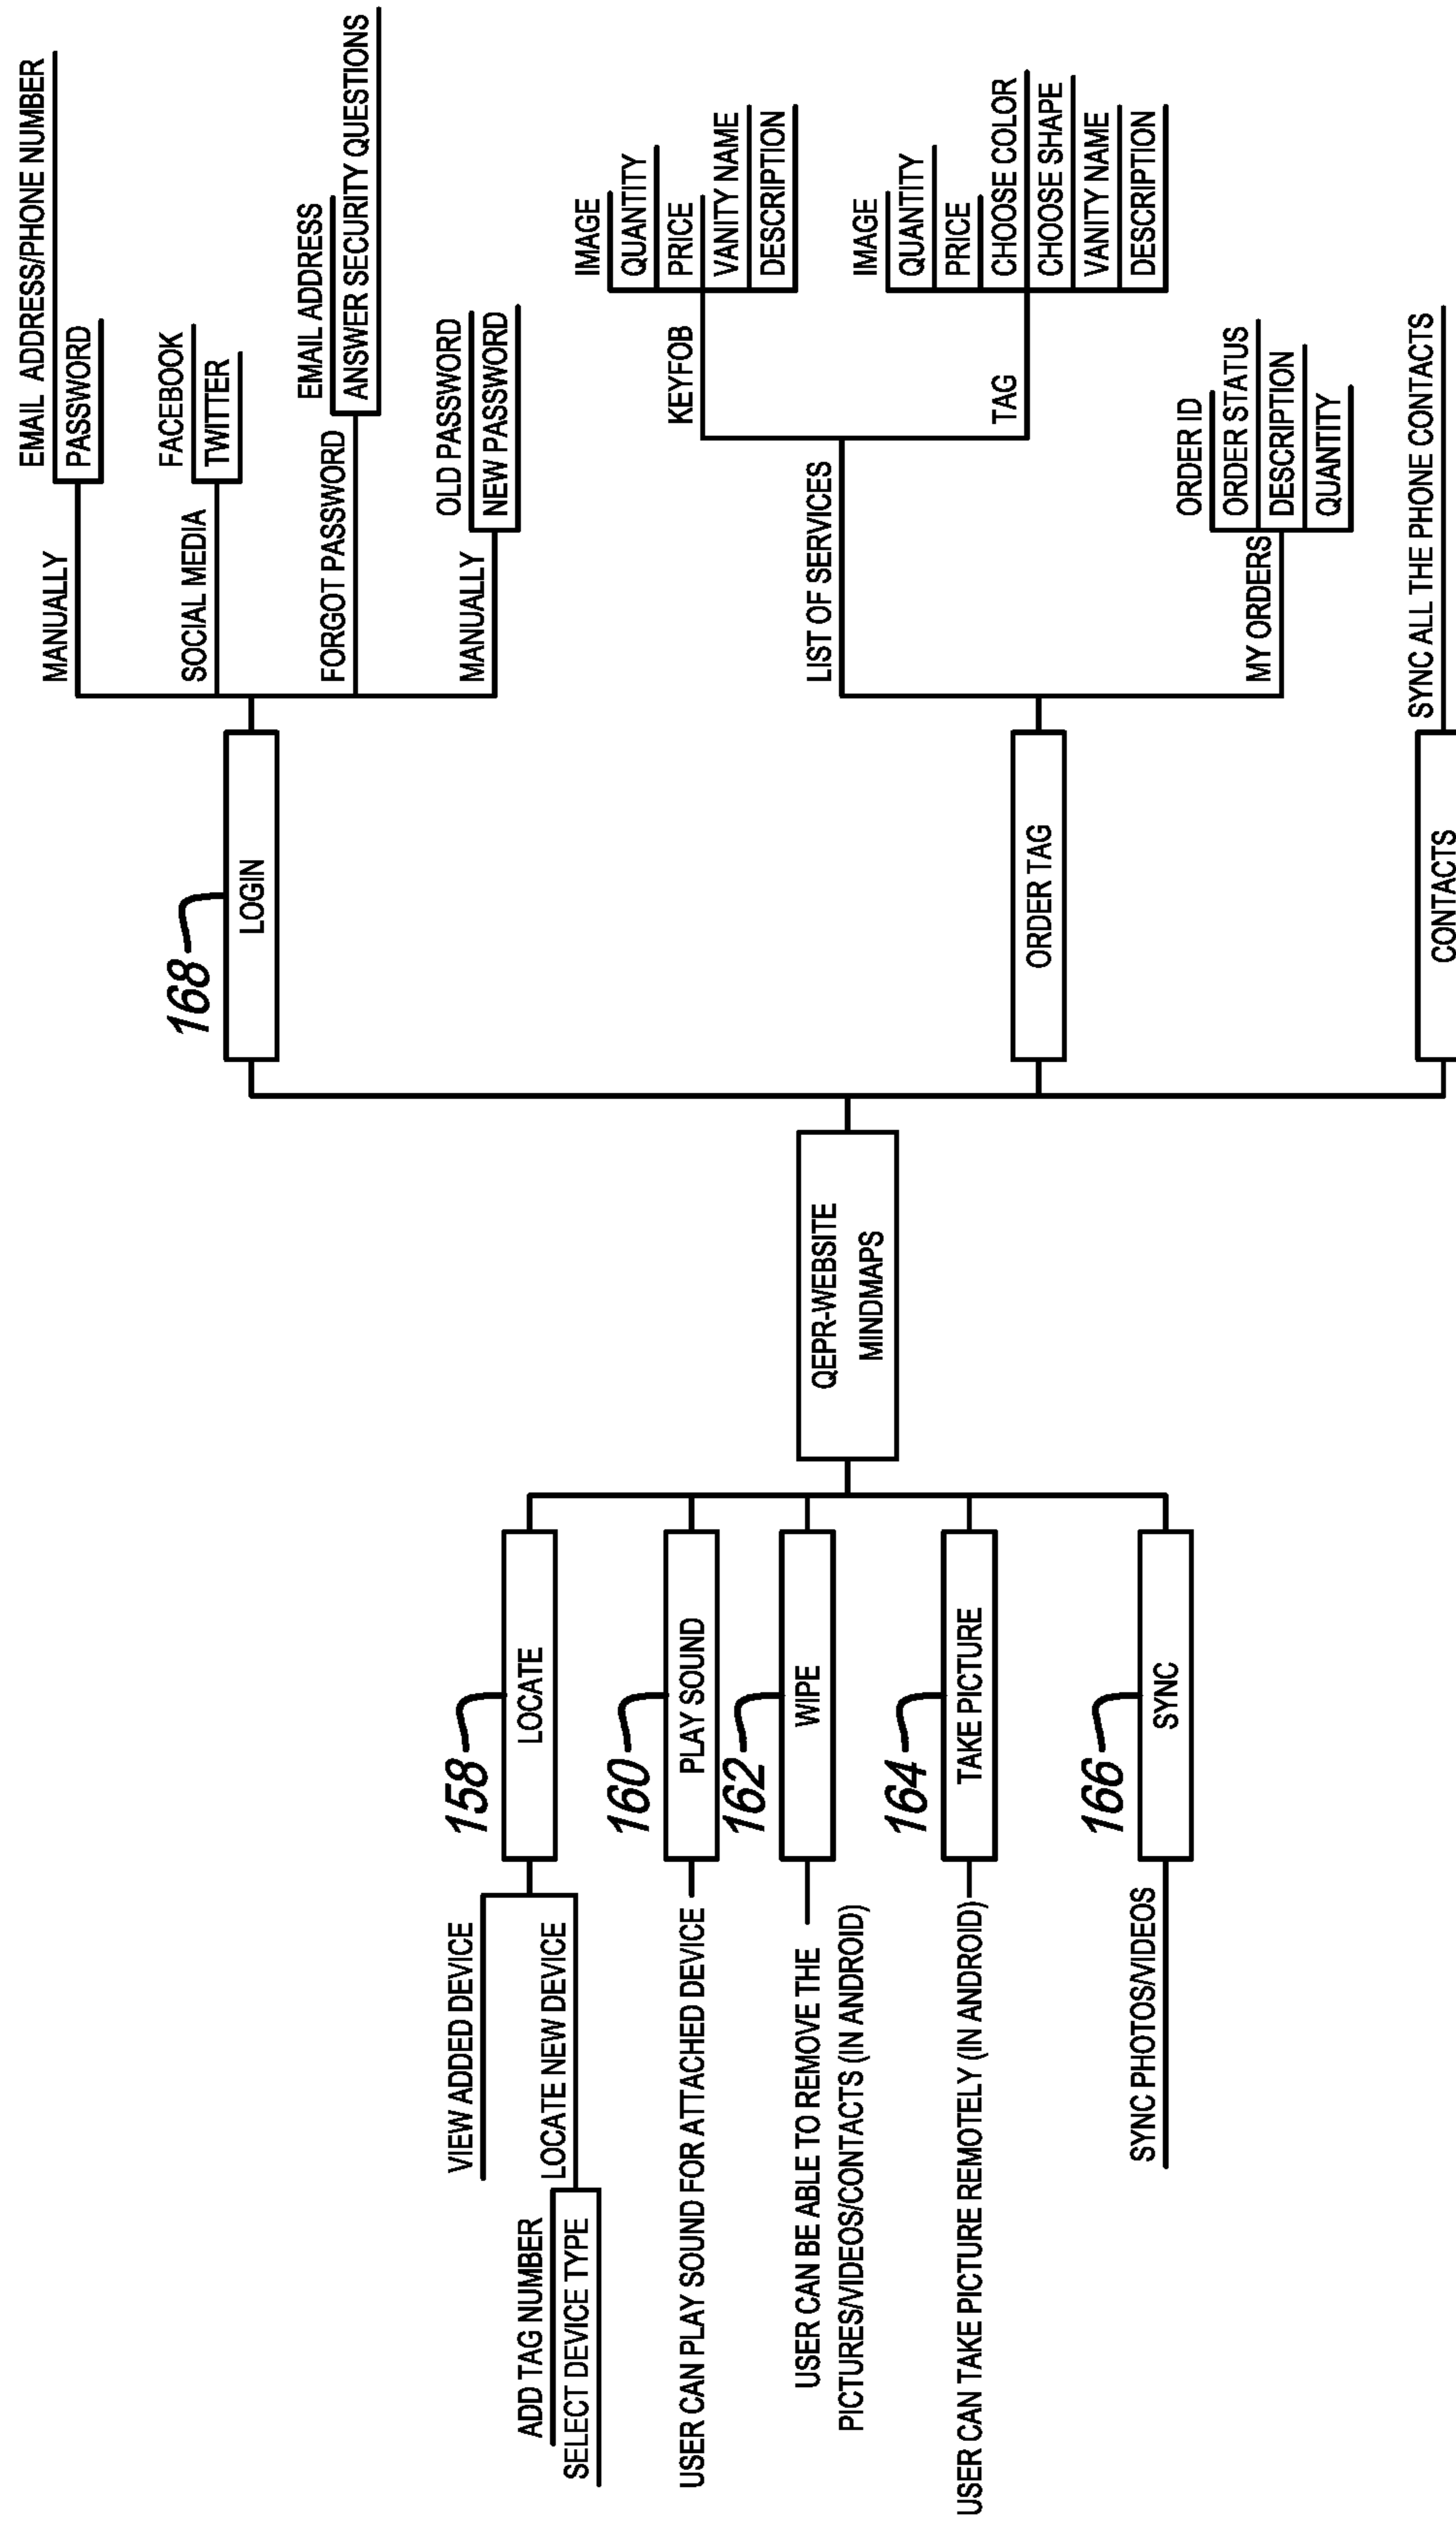 VIEW ADDED DEVICE
LOCATE NEW DEVICE
ADD TAG NUMBER
SELECT DEVICE TYPE
158
LOCATE
USER CAN PLAY SOUND FOR ATTACHED DEVICE
160
PLAY SOUND
USER CAN BE ABLE TO REMOVE THE
PICTURES/VIDEOS/CONTACTS (IN ANDROID)
162
WIPE
USER CAN TAKE PICTURE REMOTELY (IN ANDROID)
164
TAKE PICTURE
SYNC PHOTOS/VIDEOS
166
SYNC
QEPR-WEBSITE
MINDMAPS
168
LOGIN
MANUALLY
EMAIL ADDRESS/PHONE NUMBER
PASSWORD
SOCIAL MEDIA
FACEBOOK
TWITTER
FORGOT PASSWORD
EMAIL ADDRESS
ANSWER SECURITY QUESTIONS
MANUALLY
OLD PASSWORD
NEW PASSWORD
ORDER TAG
LIST OF SERVICES
KEYFOB
IMAGE
QUANTITY
PRICE
VANITY NAME
DESCRIPTION
TAG
IMAGE
QUANTITY
PRICE
CHOOSE COLOR
CHOOSE SHAPE
VANITY NAME
DESCRIPTION
MY ORDERS
ORDER ID
ORDER STATUS
DESCRIPTION
QUANTITY
CONTACTS
SYNC ALL THE PHONE CONTACTS